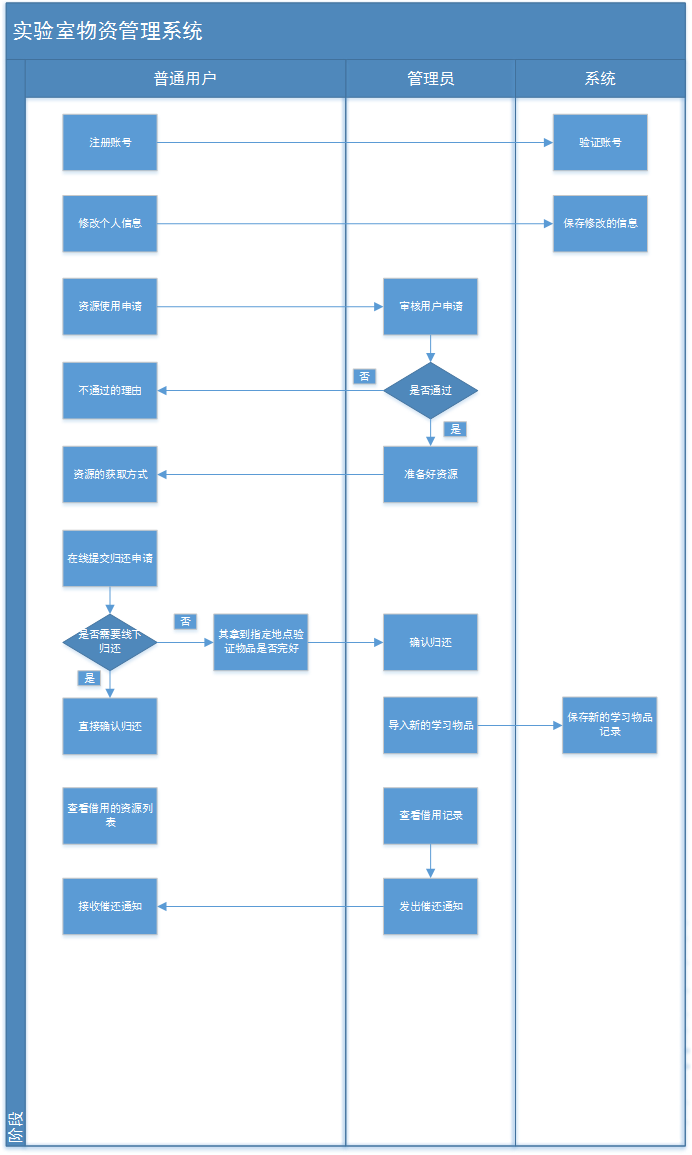 实验室物资管理系统
普通用户
管理员
系统
注册账号
验证账号
修改个人信息
保存修改的信息
资源使用申请
审核用户申请
否
不通过的理由
是否通过
是
资源的获取方式
准备好资源
在线提交归还申请
否
是否需要线下
归还
其拿到指定地点验
证物品是否完好
确认归还
是
直接确认归还
导入新的学习物品
保存新的学习物品
记录
查看借用的资源列
表
查看借用记录
接收催还通知
发出催还通知
阶段